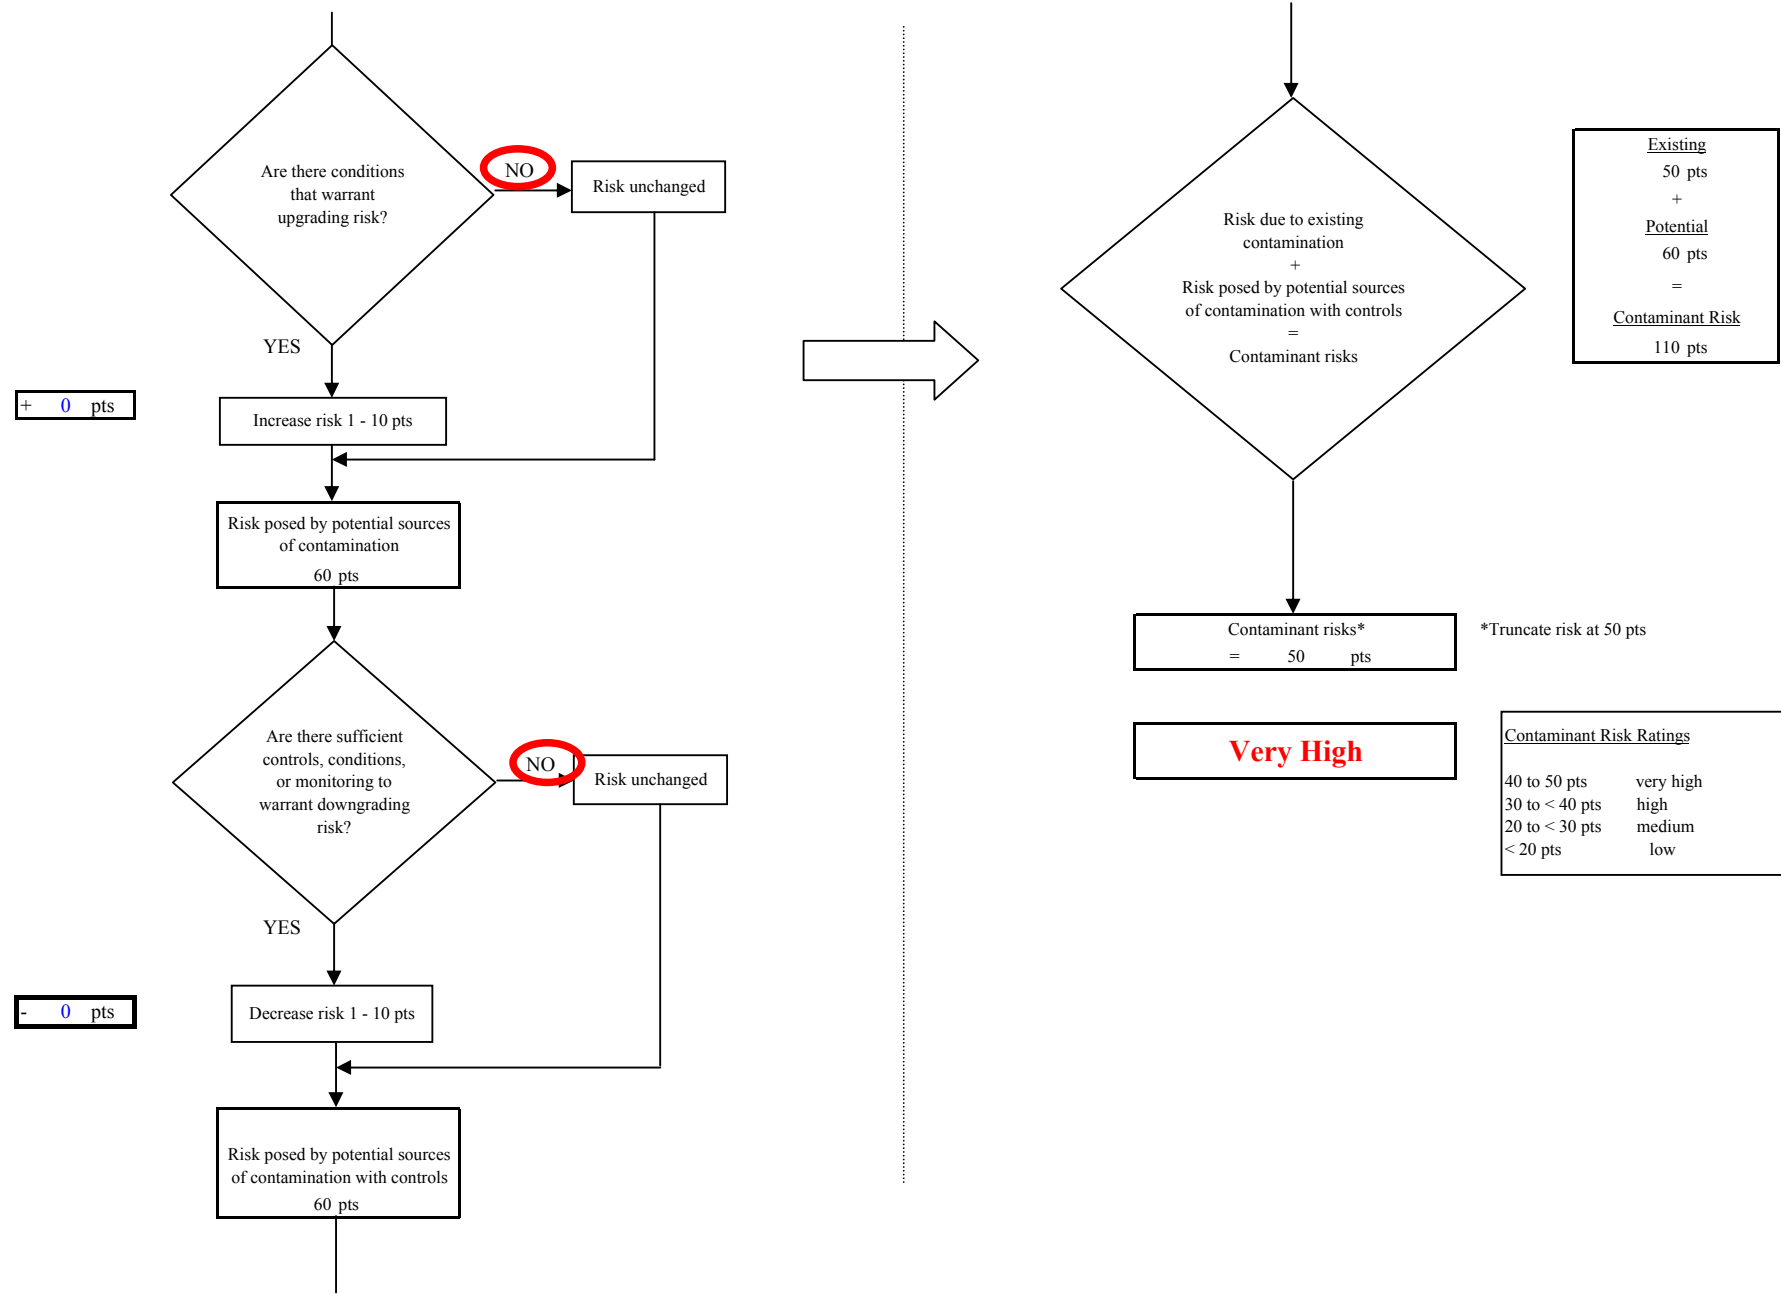 Are there conditions
that warrant
upgrading risk?
NO
Risk unchanged
YES
+ 0 pts
Increase risk 1 - 10 pts
Risk posed by potential sources
of contamination
60 pts
Are there sufficient
controls, conditions,
or monitoring to
warrant downgrading
risk?
NO
Risk unchanged
YES
- 0 pts
Decrease risk 1 - 10 pts
Risk posed by potential sources
of contamination with controls
60 pts
Risk due to existing
contamination
+
Risk posed by potential sources
of contamination with controls
=
Contaminant risks
Existing
50 pts
+
Potential
60 pts
=
Contaminant Risk
110 pts
Contaminant risks*
= 50 pts
*Truncate risk at 50 pts
Very High
Contaminant Risk Ratings
40 to 50 pts very high
30 to < 40 pts high
20 to < 30 pts medium
< 20 pts low